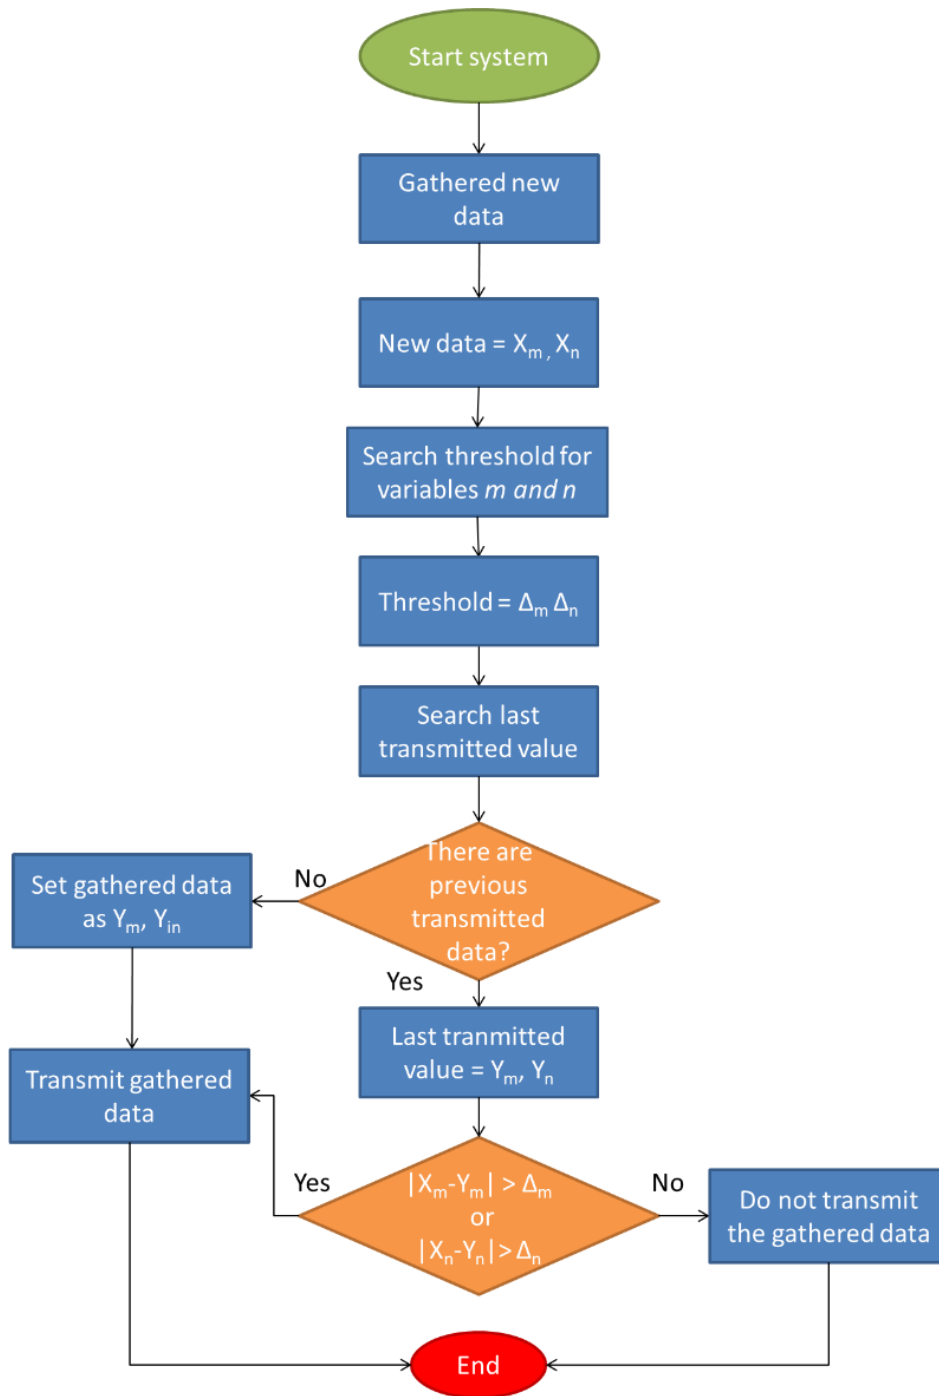 Start system
Gathered new
data
New data = Xₘ , Xₙ
Search threshold for
variables m and n
Threshold = Δₘ Δₙ
Search last
transmitted value
There are
previous
transmitted
data?
No
Set gathered data
as Yₘ, Yᵢₙ
Yes
Last tranmitted
value = Yₘ, Yₙ
Transmit gathered
data
Yes
|Xₘ-Yₘ| > Δₘ
or
|Xₙ-Yₙ|>Δₙ
No
Do not transmit
the gathered data
End